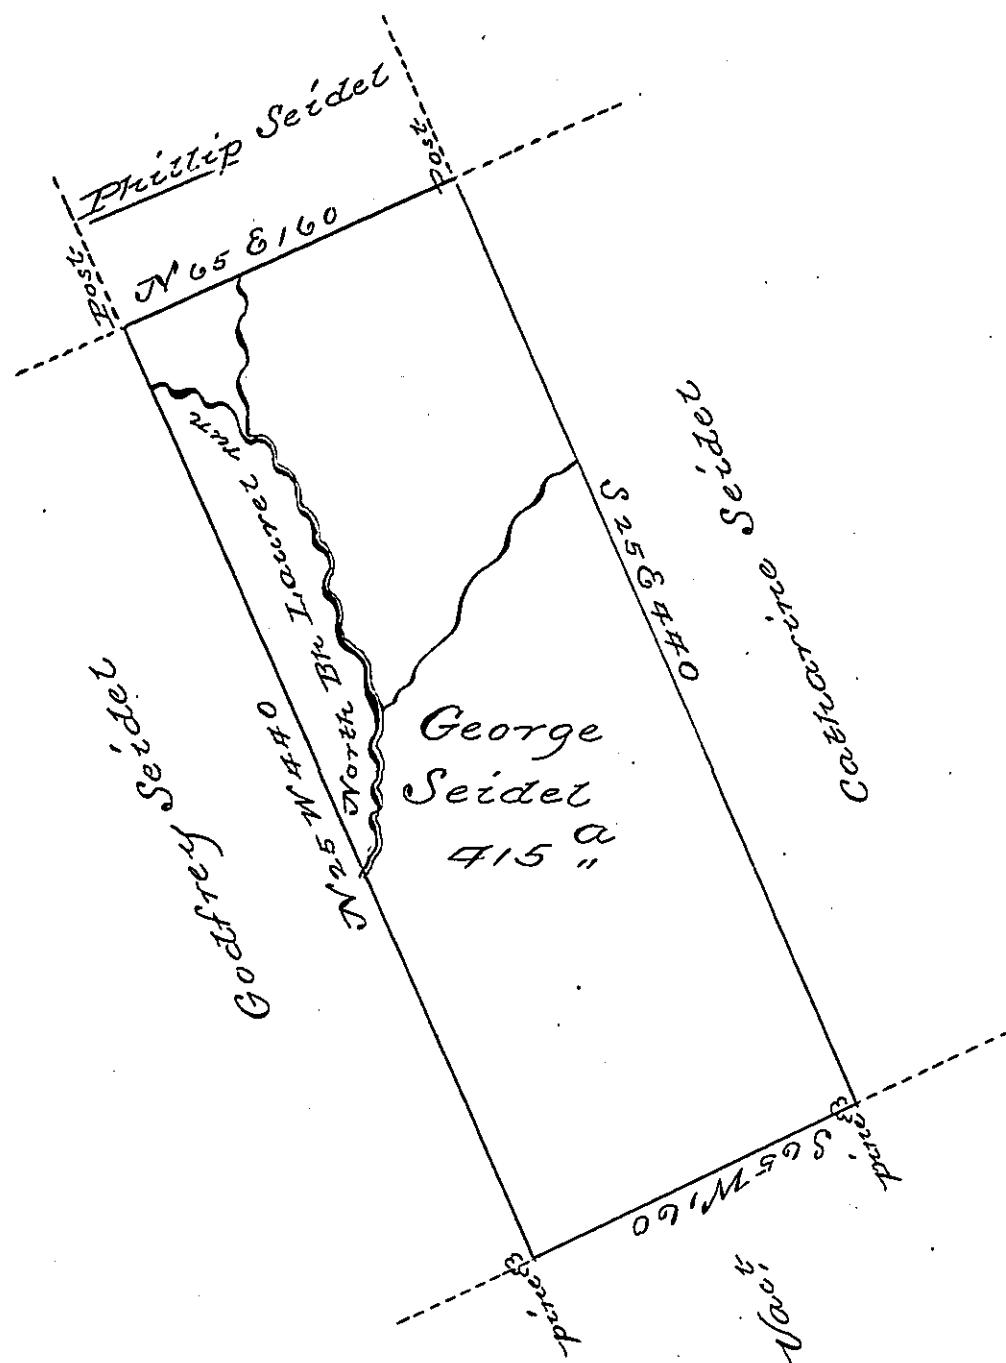 Phillip Seidel
Post
Post
N 65 E 160
North Bh Laurel run
S 25 E 440
Catharine Seidel
Godfrey Seidel
N 25 W 440
George
Seidel
415 a
"
S 65 W 160
pine
pine
Vac,t